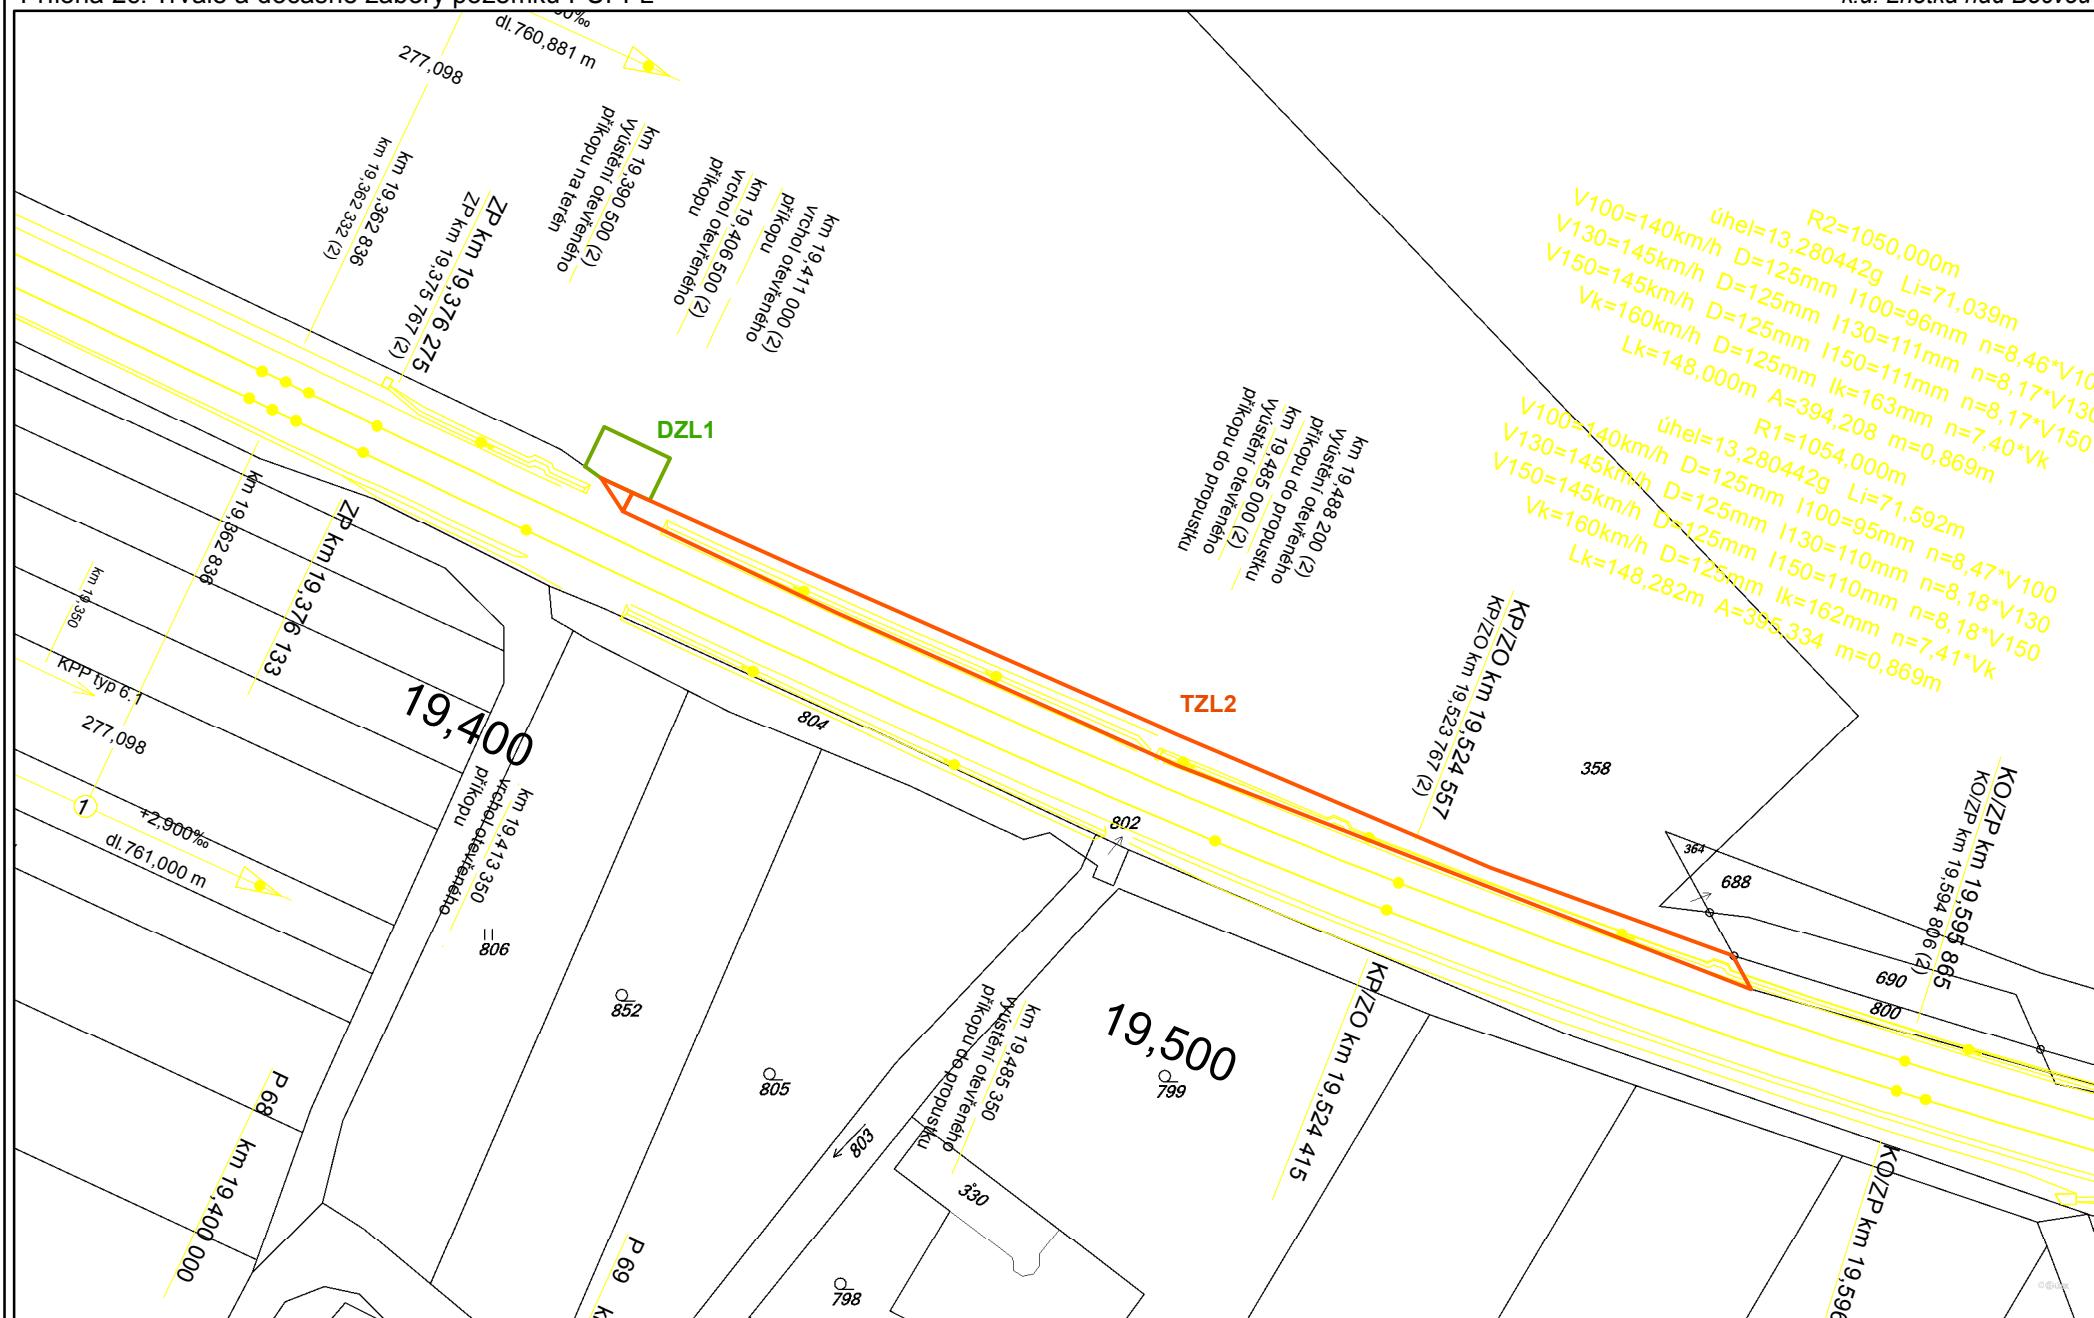 dl.760,881 m
277,098
km 19,362 836
km 19,362 332 (2)
ZP km 19,376 275
ZP km 19,375 767 (2)
km 19,390 500 (2)
vyústění otevřeného
příkopu na terén
km 19,406 500 (2)
vrchol otevřeného
příkopu
km 19,411 000 (2)
vrchol otevřeného
příkopu
R2=1050,000m
úhel=13,280442g Li=71,039m
V100=140km/h D=125mm I100=96mm n=8,46*V10
V130=145km/h D=125mm I130=111mm n=8,17*V130
V150=145km/h D=125mm I150=111mm n=8,17*V150
Vk=160km/h D=125mm Ik=163mm n=7,40*Vk
Lk=148,000m A=394,208 m=0,869m
R1=1054,000m
úhel=13,280442g Li=71,592m
V100=140km/h D=125mm I100=95mm n=8,47*V100
V130=145km/h D=125mm I130=110mm n=8,18*V130
V150=145km/h D=125mm I150=110mm n=8,18*V150
Vk=160km/h D=125mm Ik=162mm n=7,41*Vk
Lk=148,282m A=395,334 m=0,869m
DZL1
km 19,488 200 (2)
vyústění otevřeného
příkopu do propustku
km 19,485 000 (2)
vyústění otevřeného
příkopu do propustku
km 19,362 836
ZP km 19,376 133
km 19,350
KPP typ 6.1
277,098
19,400
804
TZL2
KP/ZO km 19,524 557
KP/ZO km 19,523 767 (2)
358
KO/ZP km 19,595 865
KO/ZP km 19,594 806 (2)
1
+2,900‰
dl.761,000 m
km 19,413 350
vrchol otevřeného
příkopu
802
364
688
806
690
800
852
km 19,485 350
vyústění otevřeného
příkopu do propustku
19,500
KP/ZO km 19,524 415
805
799
P 68 km 19,400 000
803
330
KO/ZP km 19,596
P 69
798